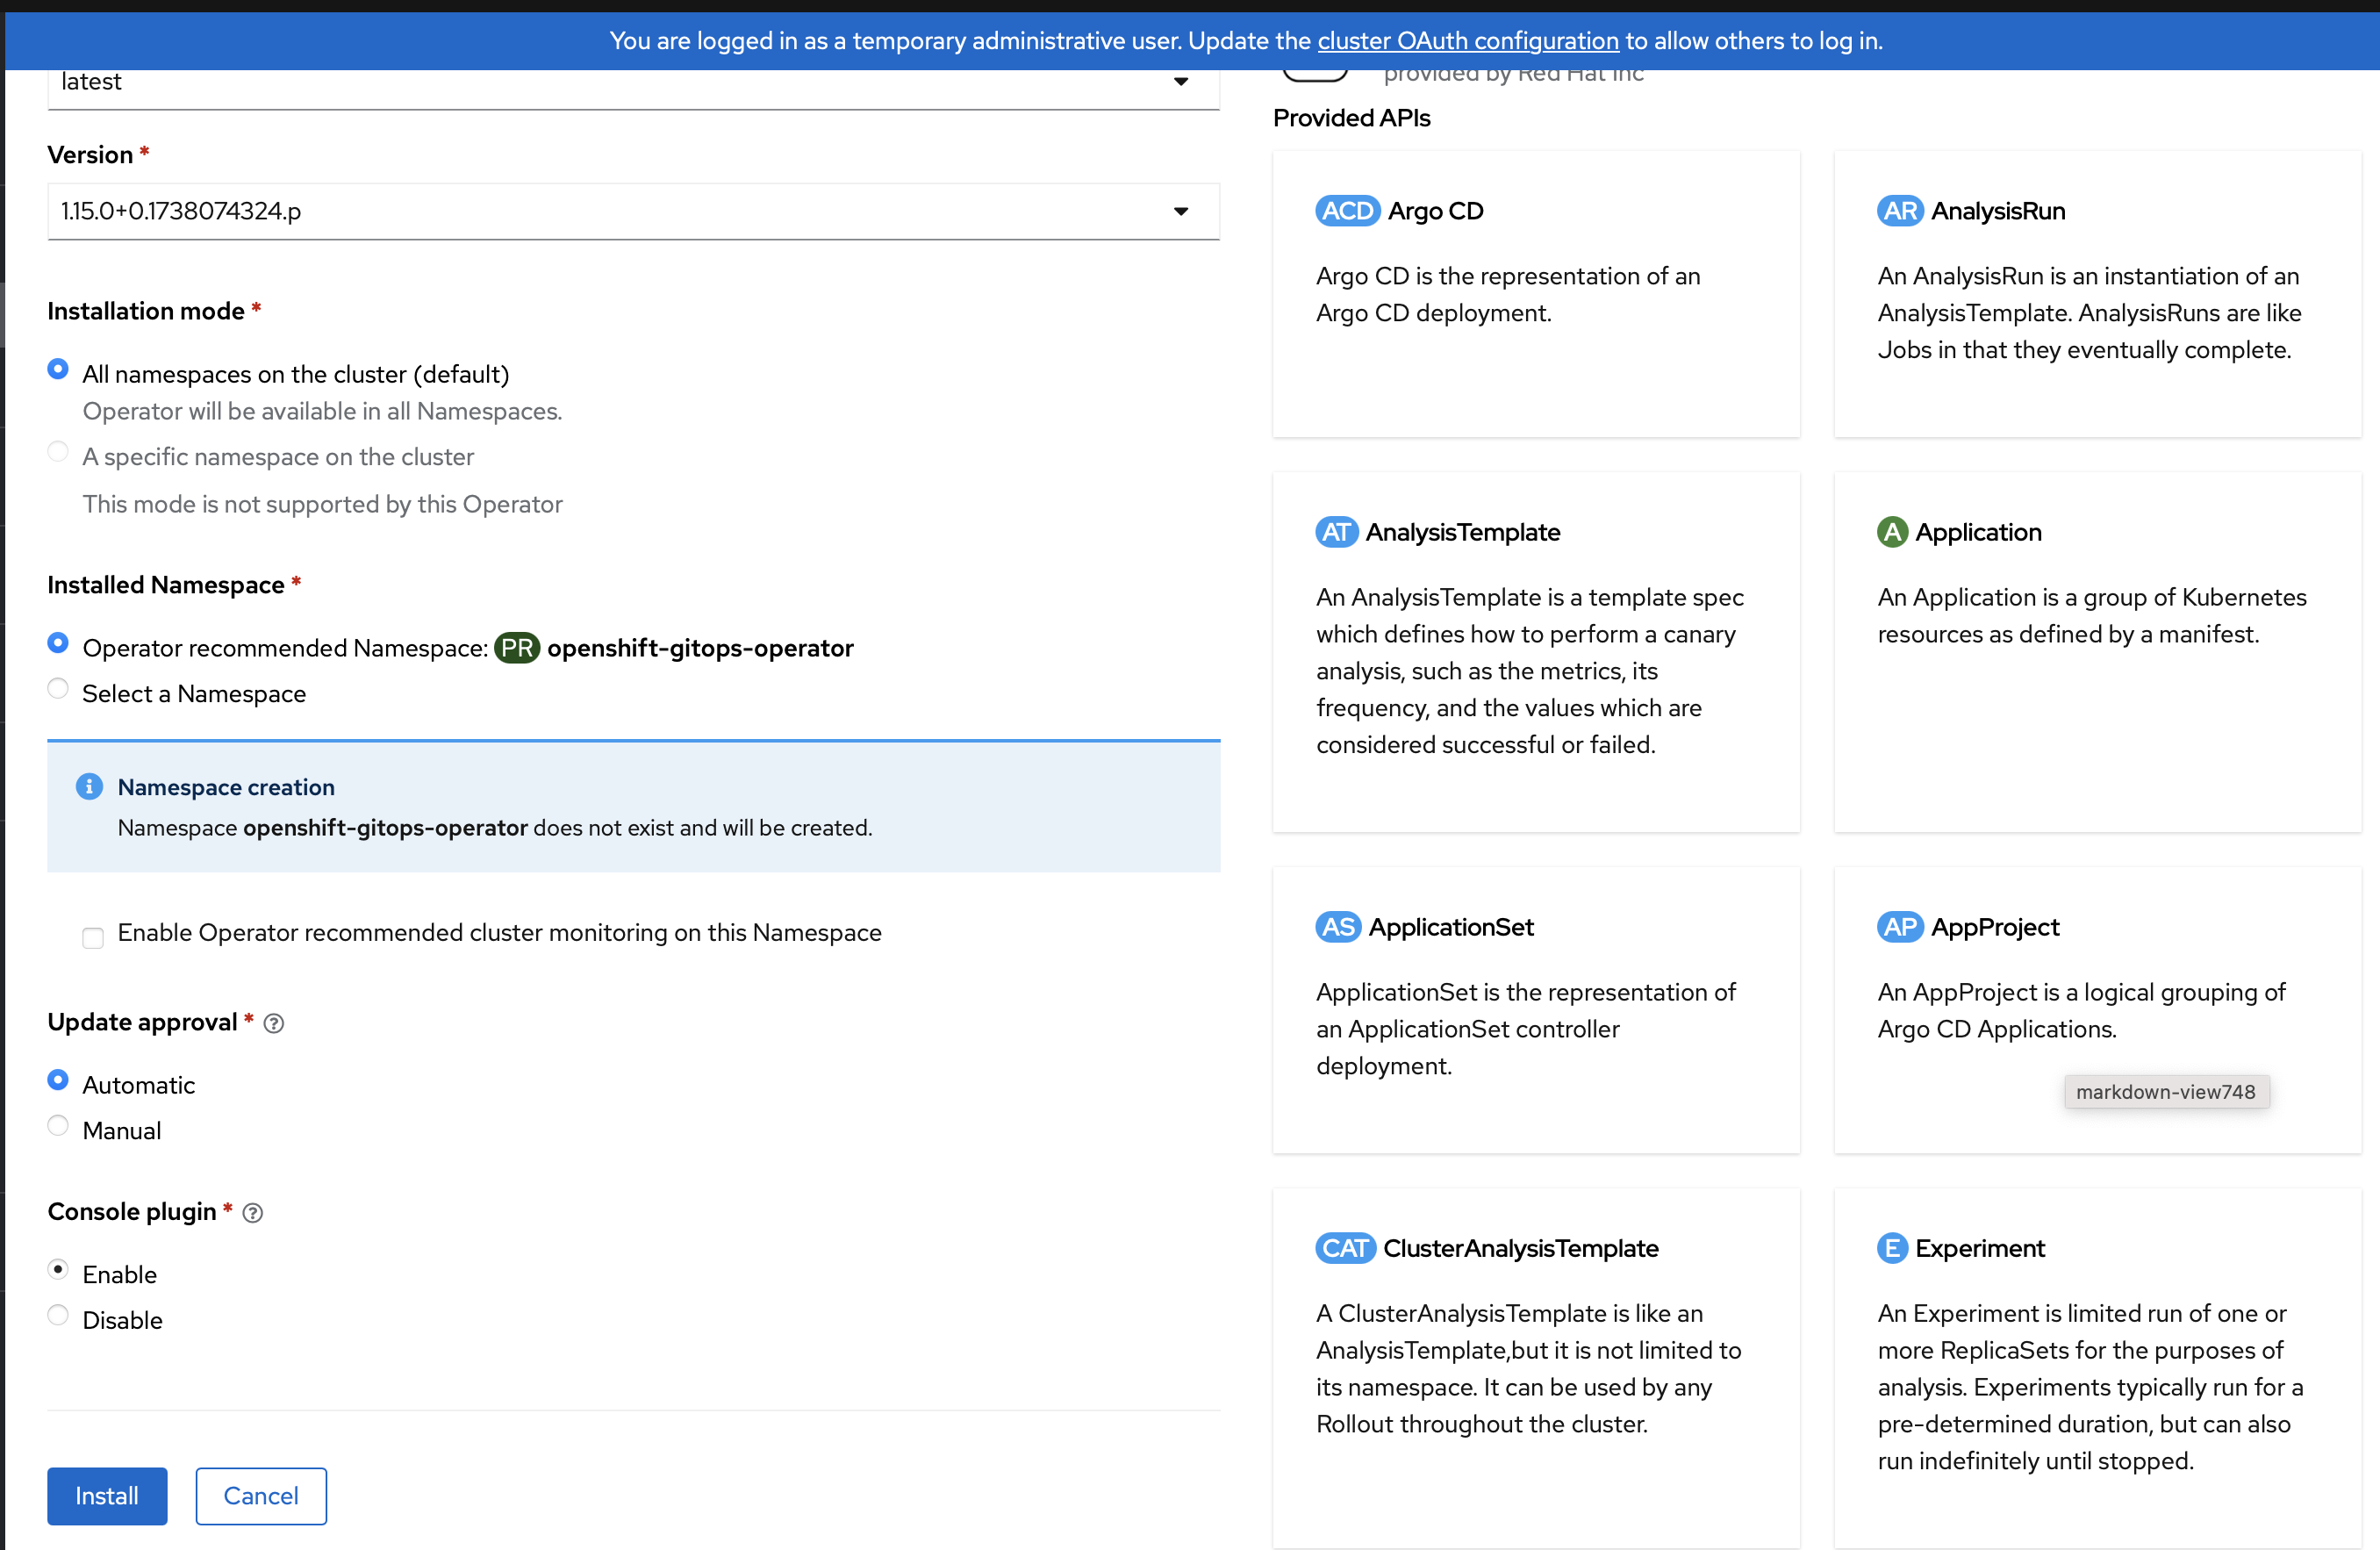 You are logged in as a temporary administrative user. Update the cluster OAuth configuration to allow others to log in.
latest
Version *
1.15.0+0.1738074324.p
Installation mode *
All namespaces on the cluster (default)
Operator will be available in all Namespaces.
A specific namespace on the cluster
This mode is not supported by this Operator
Installed Namespace *
Operator recommended Namespace: PR openshift-gitops-operator
Select a Namespace
Namespace creation
Namespace openshift-gitops-operator does not exist and will be created.
Enable Operator recommended cluster monitoring on this Namespace
Update approval *
Automatic
Manual
Console plugin *
Enable
Disable
Install
Cancel
provided by Red Hat Inc
Provided APIs
ACD Argo CD
Argo CD is the representation of an
Argo CD deployment.
AR AnalysisRun
An AnalysisRun is an instantiation of an
AnalysisTemplate. AnalysisRuns are like
Jobs in that they eventually complete.
AT AnalysisTemplate
An AnalysisTemplate is a template spec
which defines how to perform a canary
analysis, such as the metrics, its
frequency, and the values which are
considered successful or failed.
A Application
An Application is a group of Kubernetes
resources as defined by a manifest.
AS ApplicationSet
ApplicationSet is the representation of
an ApplicationSet controller
deployment.
AP AppProject
An AppProject is a logical grouping of
Argo CD Applications.
markdown-view748
CAT ClusterAnalysisTemplate
A ClusterAnalysisTemplate is like an
AnalysisTemplate,but it is not limited to
its namespace. It can be used by any
Rollout throughout the cluster.
E Experiment
An Experiment is limited run of one or
more ReplicaSets for the purposes of
analysis. Experiments typically run for a
pre-determined duration, but can also
run indefinitely until stopped.